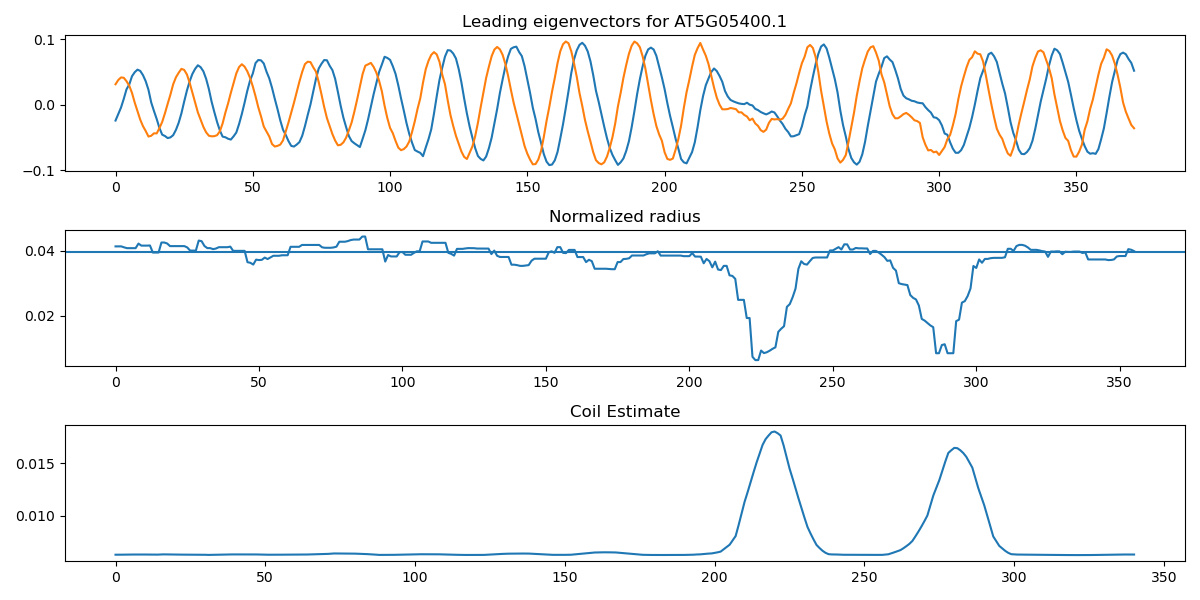 Leading eigenvectors for AT5G05400.1
0.1
0.0
−0.1
0 50 100 150 200 250 300 350
Normalized radius
0.04
0.02
0 50 100 150 200 250 300 350
Coil Estimate
0.015
0.010
0 50 100 150 200 250 300 350